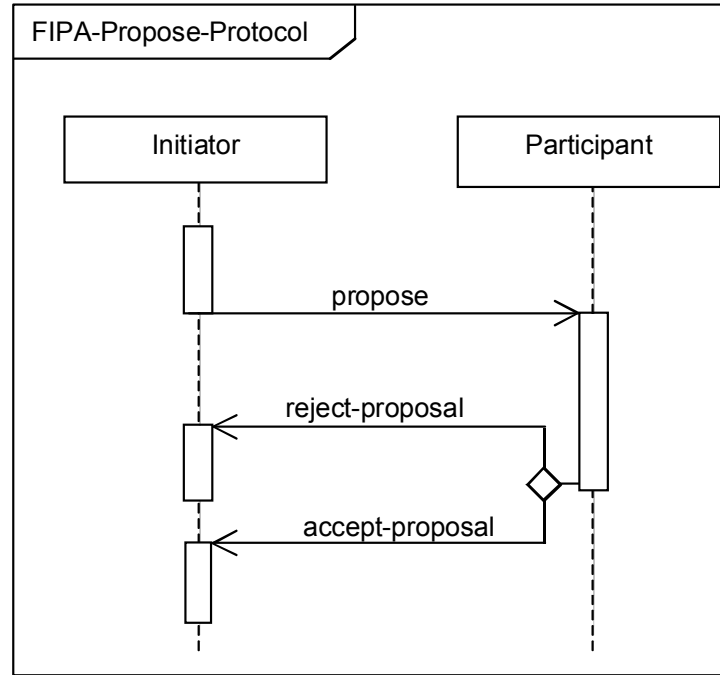 FIPA-Propose-Protocol
Initiator
Participant
propose
reject-proposal
accept-proposal